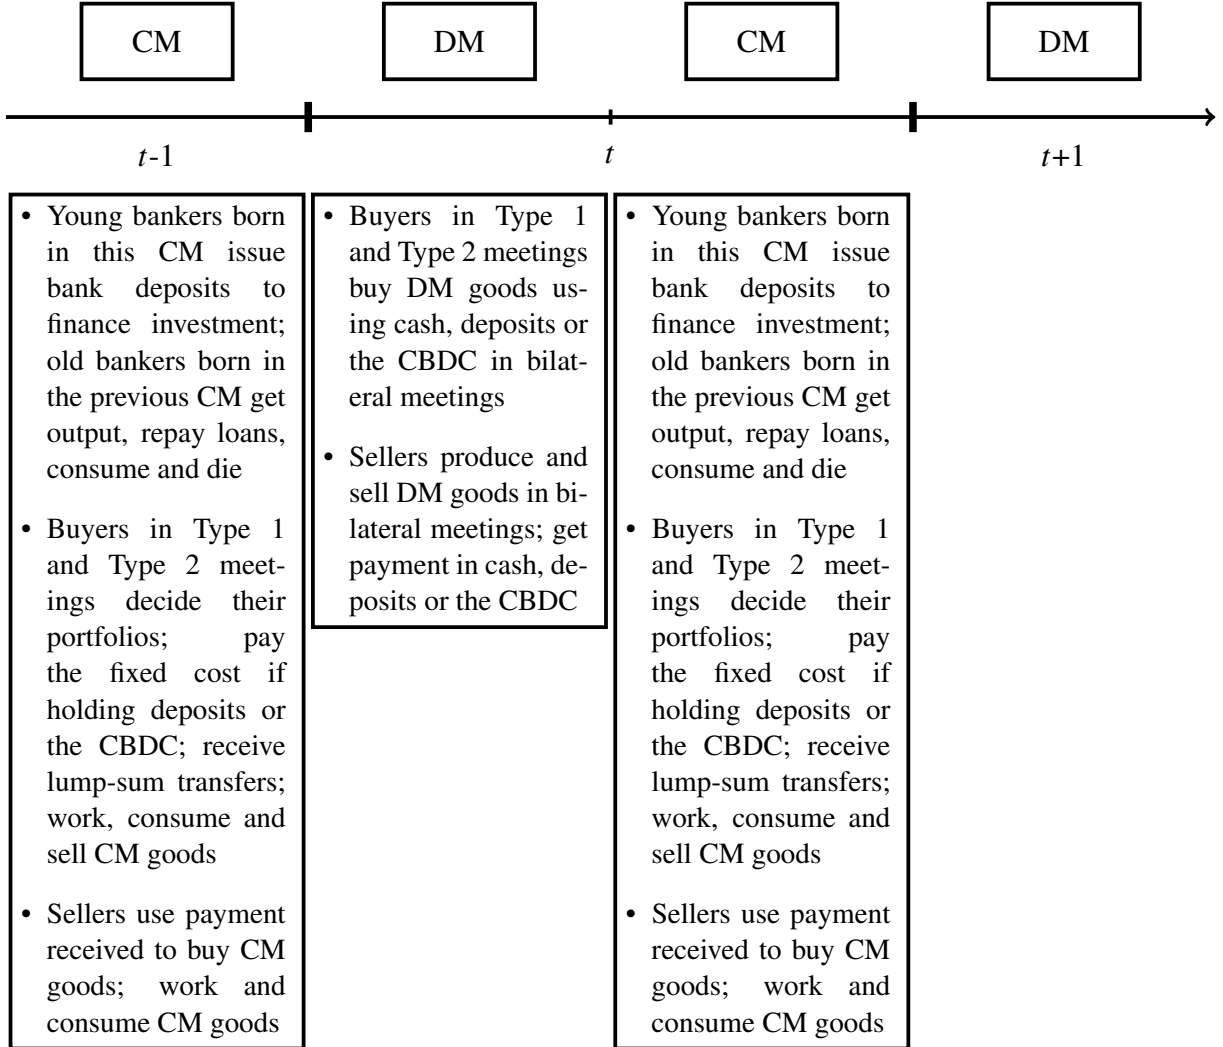 CM
DM
CM
DM
t-1
t
t+1
• Young bankers born
in this CM issue
bank deposits to
finance investment;
old bankers born in
the previous CM get
output, repay loans,
consume and die
• Buyers in Type 1
and Type 2 meet-
ings decide their
portfolios; pay
the fixed cost if
holding deposits or
the CBDC; receive
lump-sum transfers;
work, consume and
sell CM goods
• Sellers use payment
received to buy CM
goods; work and
consume CM goods
• Buyers in Type 1
and Type 2 meetings
buy DM goods us-
ing cash, deposits or
the CBDC in bilat-
eral meetings
• Sellers produce and
sell DM goods in bi-
lateral meetings; get
payment in cash, de-
posits or the CBDC
• Young bankers born
in this CM issue
bank deposits to
finance investment;
old bankers born in
the previous CM get
output, repay loans,
consume and die
• Buyers in Type 1
and Type 2 meet-
ings decide their
portfolios; pay
the fixed cost if
holding deposits or
the CBDC; receive
lump-sum transfers;
work, consume and
sell CM goods
• Sellers use payment
received to buy CM
goods; work and
consume CM goods